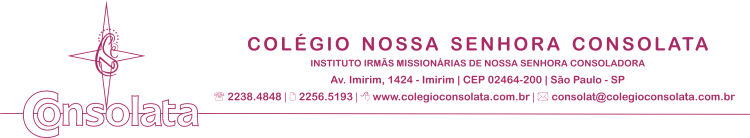 COLÉGIO NOSSA SENHORA CONSOLATA
INSTITUTO IRMÃS MISSIONÁRIAS DE NOSSA SENHORA CONSOLADORA
Av. Imirim, 1424 - Imirim | CEP 02464-200 | São Paulo - SP
2238.4848 | 2256.5193 | www.colegioconsolata.com.br | consolat@colegioconsolata.com.br
Consolata